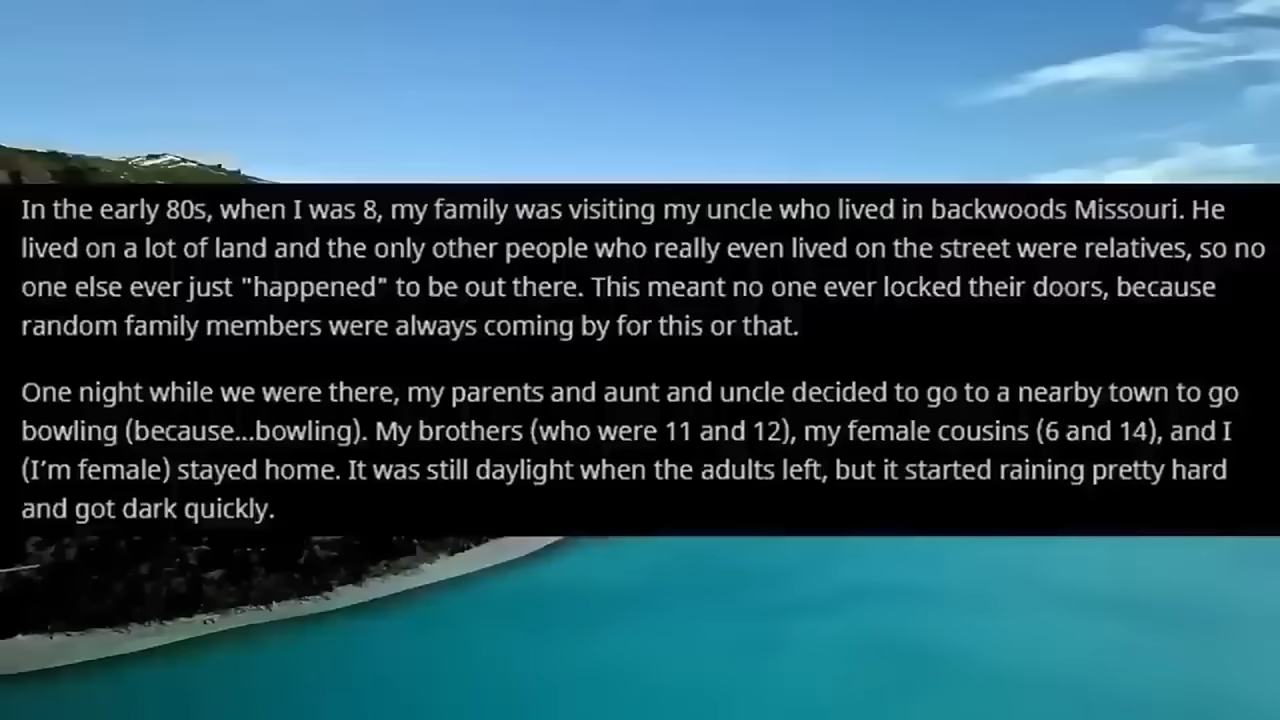 In the early 80s, when I was 8, my family was visiting my uncle who lived in backwoods Missouri. He
lived on a lot of land and the only other people who really even lived on the street were relatives, so no
one else ever just "happened" to be out there. This meant no one ever locked their doors, because
random family members were always coming by for this or that.
One night while we were there, my parents and aunt and uncle decided to go to a nearby town to go
bowling (because...bowling). My brothers (who were 11 and 12), my female cousins (6 and 14), and I
(I’m female) stayed home. It was still daylight when the adults left, but it started raining pretty hard
and got dark quickly.